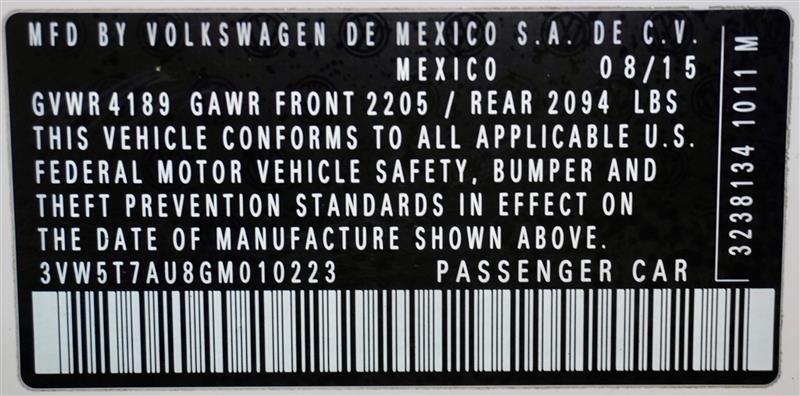 MFD BY VOLKSWAGEN DE MEXICO S.A. DE C.V.
MEXICO 08/15
GVWR 4189 GAWR FRONT 2205 / REAR 2094 LBS
THIS VEHICLE CONFORMS TO ALL APPLICABLE U.S.
FEDERAL MOTOR VEHICLE SAFETY, BUMPER AND
THEFT PREVENTION STANDARDS IN EFFECT ON
THE DATE OF MANUFACTURE SHOWN ABOVE.
3VW5T7AU8GM010223 PASSENGER CAR
3238134 1011 M